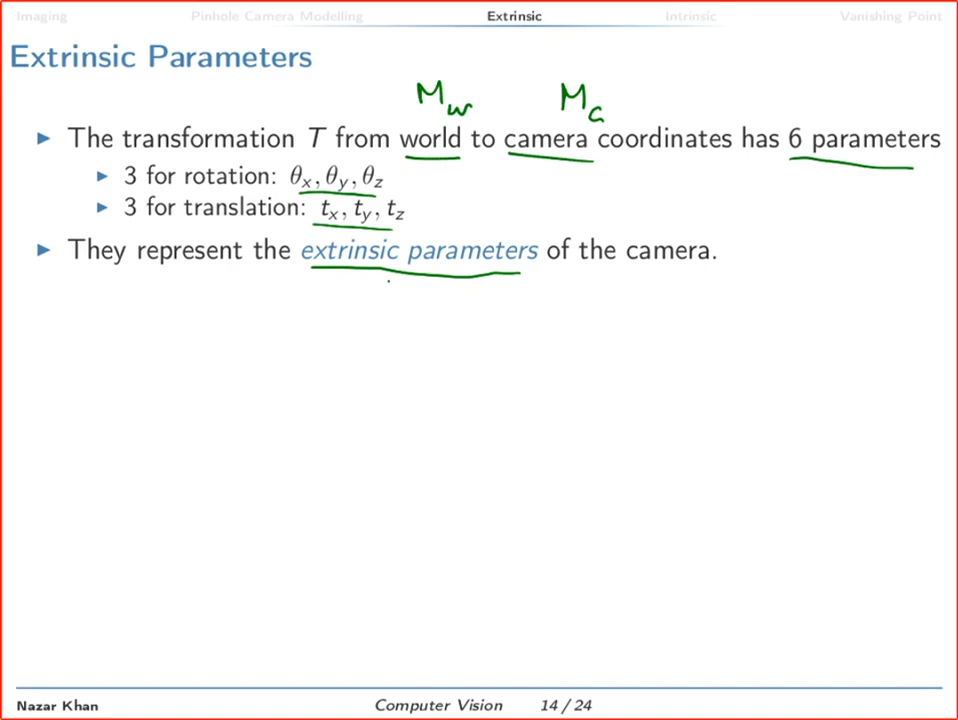 Imaging Pinhole Camera Modelling Extrinsic Intrinsic Vanishing Point
Extrinsic Parameters
M_w M_c
▶ The transformation T from world to camera coordinates has 6 parameters
▶ 3 for rotation: θ_x, θ_y, θ_z
▶ 3 for translation: t_x, t_y, t_z
▶ They represent the extrinsic parameters of the camera.
Nazar Khan Computer Vision 14 / 24